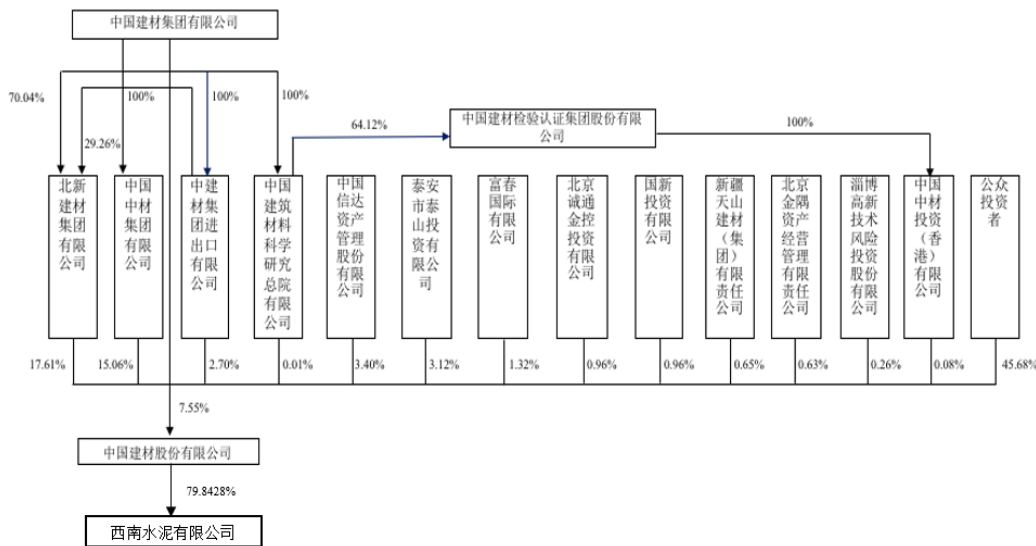 中国建材集团有限公司
70.04%
100%
100%
100%
29.26%
64.12%
中国建材检验认证集团股份有限
公司
100%
北新
建材
集团
有限
公司
中国
中材
集团
有限
公司
中建
材集
团进
出口
有限
公司
中国
建筑
材料
科学
研究
总院
有限
公司
中国
信达
资产
管理
股份
有限
公司
泰安
市泰
山投
资有
限公
司
富春
国际
有限
公司
北京
诚通
金控
投资
有限
公司
国新
投资
有限
公司
新疆
天山
建材
（集
团）
有限
责任
公司
北京
金隅
资产
经营
管理
有限
责任
公司
淄博
高新
技术
风险
投资
股份
有限
公司
中国
中材
投资
（香
港）
有限
公司
公众
投资
者
17.61%
15.06%
2.70%
0.01%
3.40%
3.12%
1.32%
0.96%
0.96%
0.65%
0.63%
0.26%
0.08%
45.68%
7.55%
中国建材股份有限公司
79.8428%
西南水泥有限公司